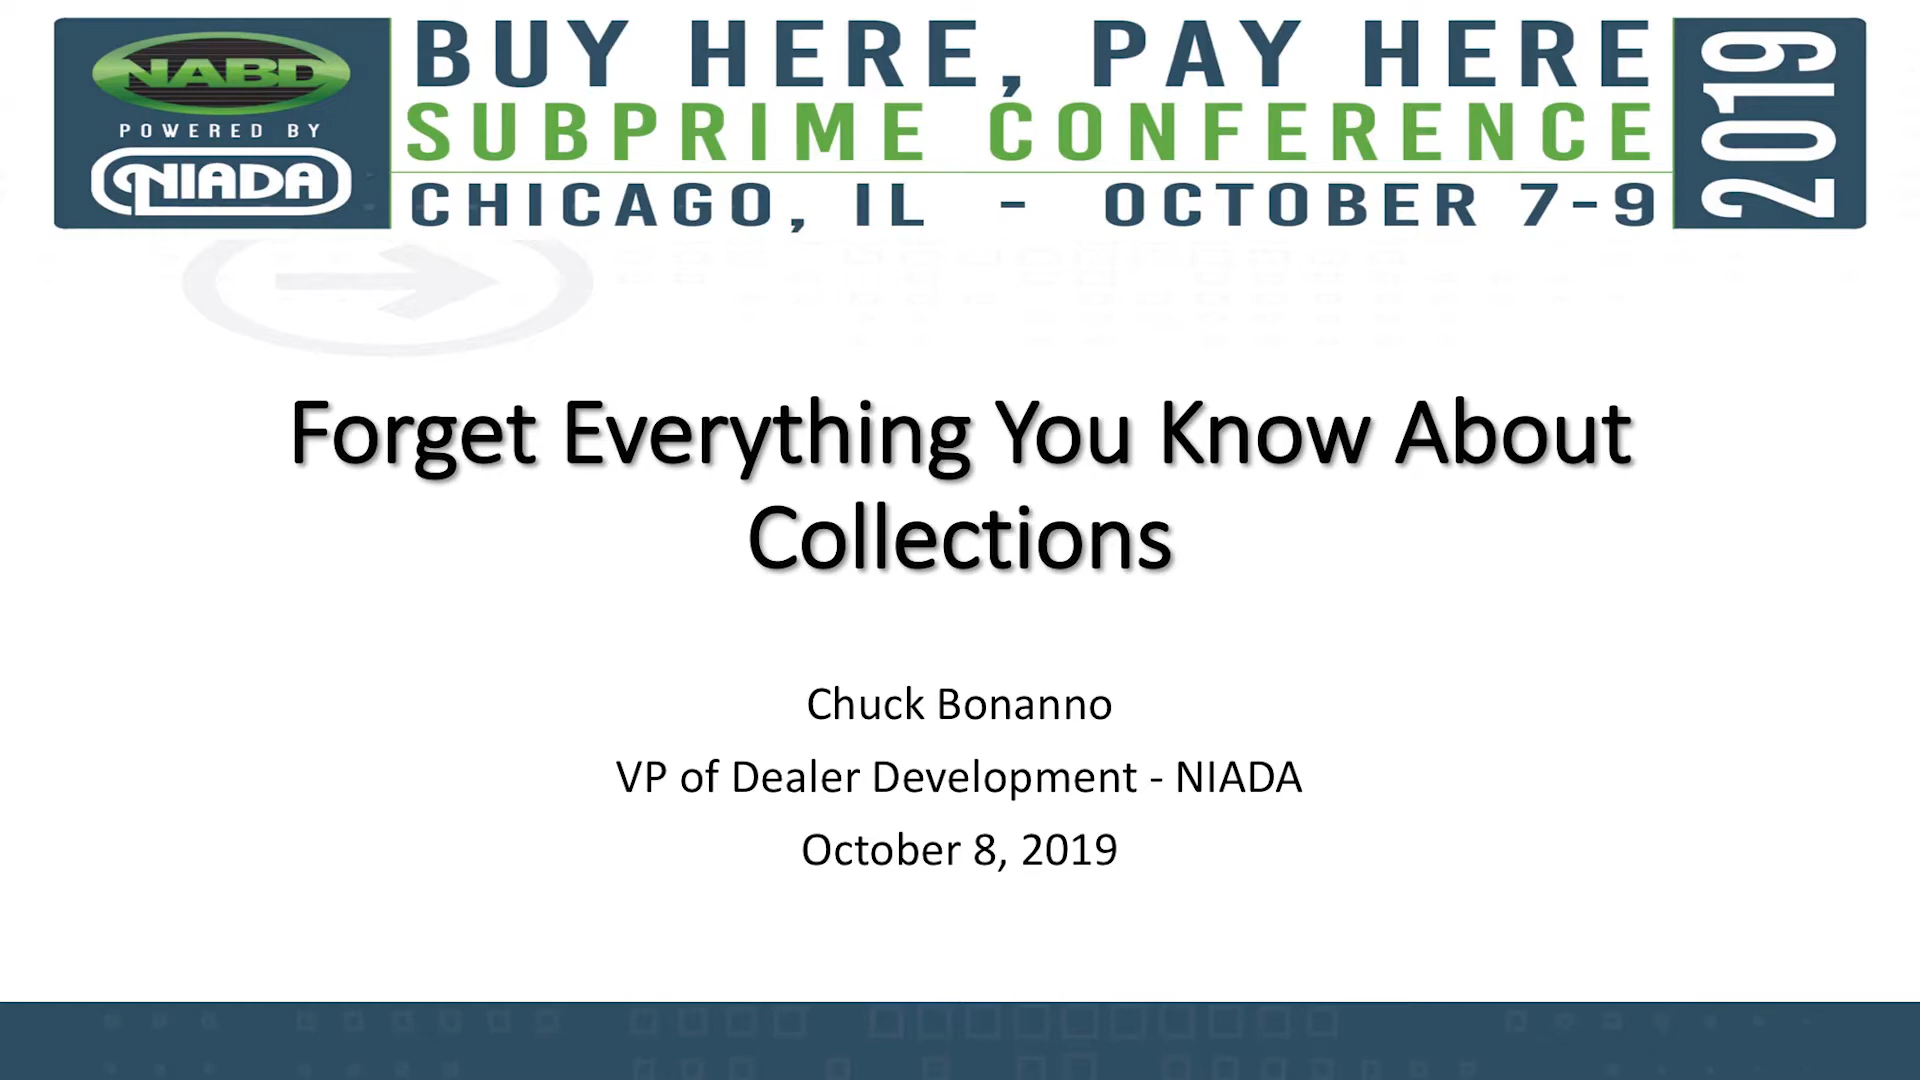 NABD
POWERED BY
NIADA
BUY HERE, PAY HERE
SUBPRIME CONFERENCE
CHICAGO, IL - OCTOBER 7-9
2019
Forget Everything You Know About
Collections
Chuck Bonanno
VP of Dealer Development - NIADA
October 8, 2019